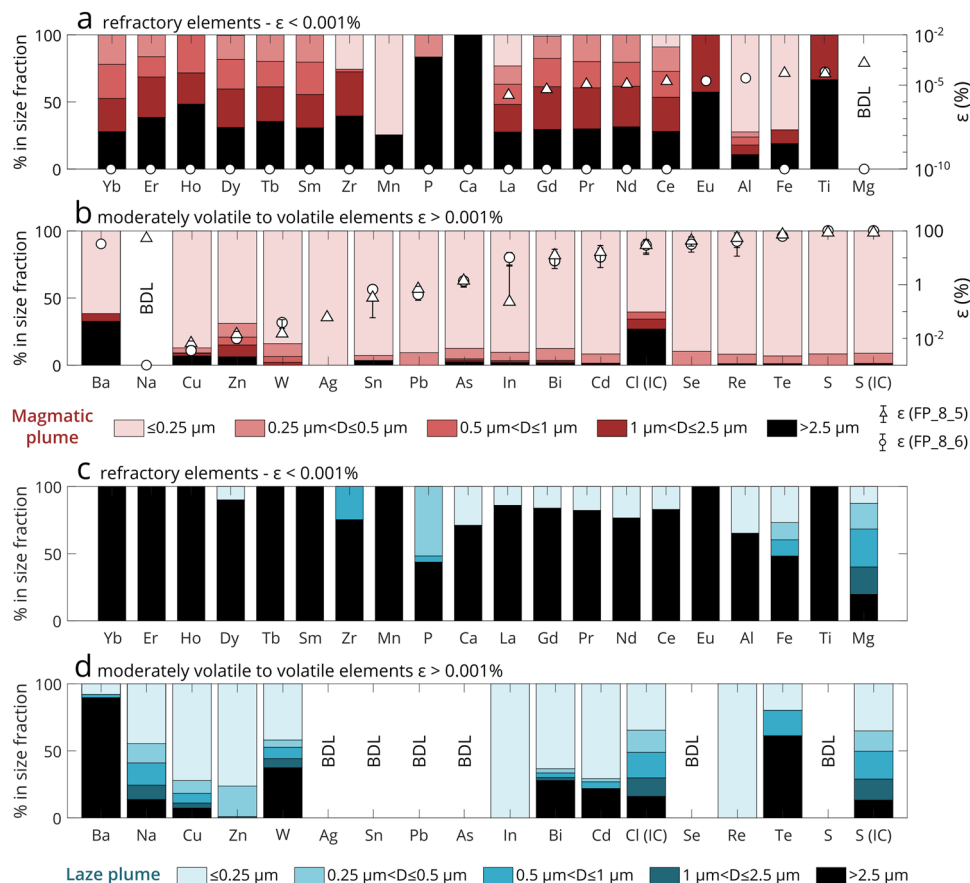 a refractory elements - ε < 0.001%
% in size fraction
100
50
0
10⁻²
10⁻⁵
10⁻¹⁰
ε (%)
BDL
Yb Er Ho Dy Tb Sm Zr Mn P Ca La Gd Pr Nd Ce Eu Al Fe Ti Mg
b moderately volatile to volatile elements ε > 0.001%
% in size fraction
100
50
0
100
1
10⁻²
ε (%)
BDL
Ba Na Cu Zn W Ag Sn Pb As In Bi Cd Cl (IC) Se Re Te S S (IC)
Magmatic plume
≤0.25 μm 0.25 μm<D≤0.5 μm 0.5 μm<D≤1 μm 1 μm<D≤2.5 μm >2.5 μm
ε (FP_8_5)
ε (FP_8_6)
c refractory elements - ε < 0.001%
% in size fraction
100
50
0
Yb Er Ho Dy Tb Sm Zr Mn P Ca La Gd Pr Nd Ce Eu Al Fe Ti Mg
d moderately volatile to volatile elements ε > 0.001%
% in size fraction
100
50
0
BDL BDL BDL BDL BDL BDL
Ba Na Cu Zn W Ag Sn Pb As In Bi Cd Cl (IC) Se Re Te S S (IC)
Laze plume ≤0.25 μm 0.25 μm<D≤0.5 μm 0.5 μm<D≤1 μm 1 μm<D≤2.5 μm >2.5 μm